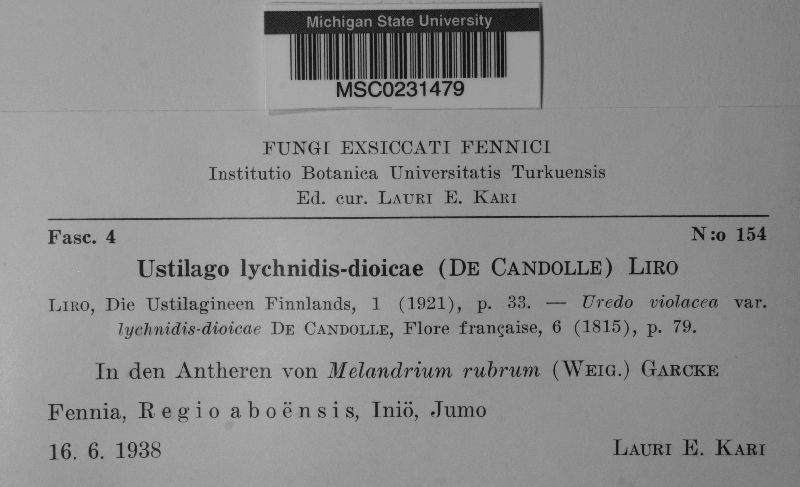 Michigan State University
MSC0231479
FUNGI EXSICCATI FENNICI
Institutio Botanica Universitatis Turkuensis
Ed. cur. LAURI E. KARI
Fasc. 4 N:o 154
Ustilago lychnidis-dioicae (DE CANDOLLE) LIRO
LIRO, Die Ustilagineen Finnlands, 1 (1921), p. 33. — Uredo violacea var.
lychnidis-dioicae DE CANDOLLE, Flore française, 6 (1815), p. 79.
In den Antheren von Melandrium rubrum (WEIG.) GARCKE
Fennia, Regio aboënsis, Iniö, Jumo
16. 6. 1938 LAURI E. KARI